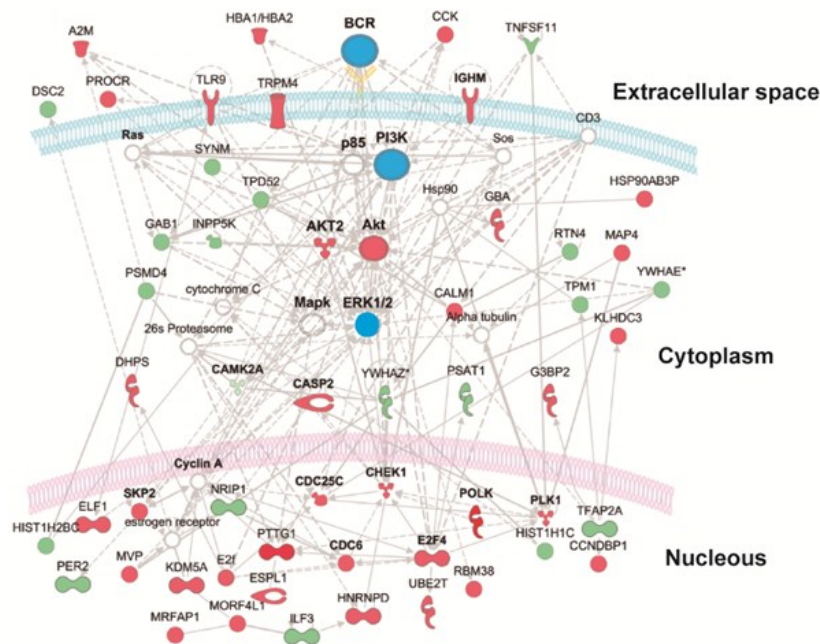 A2M
HBA1/HBA2
BCR
CCK
TNFSF11
DSC2
PROCR
TLR9
TRPM4
IGHM
Extracellular space
CD3
Ras
p85
PI3K
Sos
SYNM
TPD52
Hsp90
GBA
HSP90AB3P
GAB1
INPP5K
AKT2
Akt
RTN4
MAP4
PSMD4
YWHAE*
cytochrome C
CALM1
TPM1
Mapk
ERK1/2
26s Proteasome
Alpha tubulin
KLHDC3
Cytoplasm
DHPS
CAMK2A
CASP2
YWHAZ*
PSAT1
G3BP2
Cyclin A
CHEK1
SKP2
NRIP1
CDC25C
POLK
PLK1
ELF1
TFAP2A
HIST1H2BC
estrogen receptor
HIST1H1C
PTTG1
CDC6
E2F4
CCNDBP1
Nucleous
PER2
MVP
KDM5A
E2f
ESPL1
UBE2T
RBM38
HNRNPD
MRFAP1
MORF4L1
ILF3